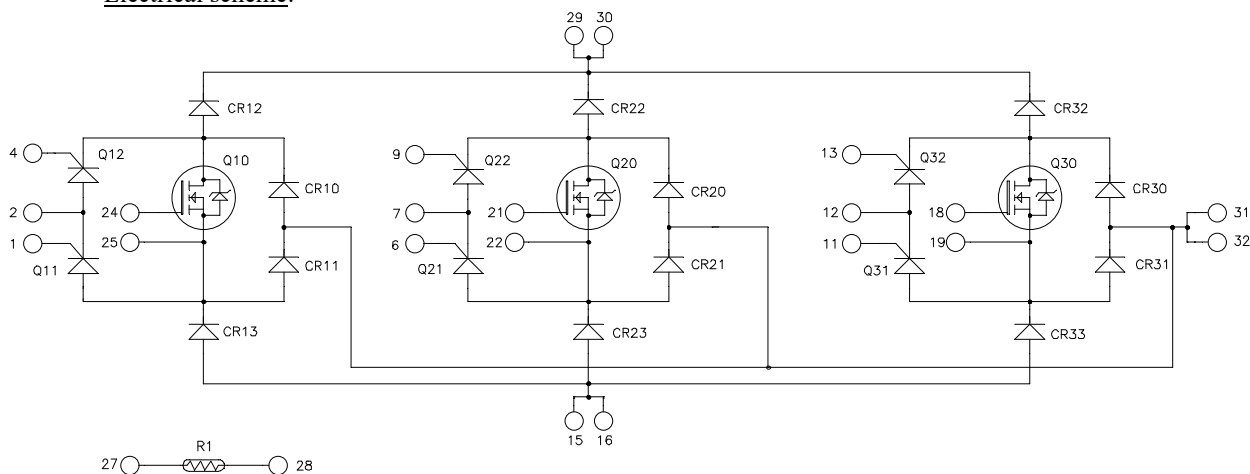 Electrical scheme:
29 30
CR12 CR22 CR32
4 Q12 Q10 9 Q22 Q20 13 Q32 Q30
CR10 CR20 CR30
2 24 7 21 12 18 31
1 25 6 22 11 19 32
Q11 CR11 Q21 CR21 Q31 CR31
CR13 CR23 CR33
15 16
R1
27 28